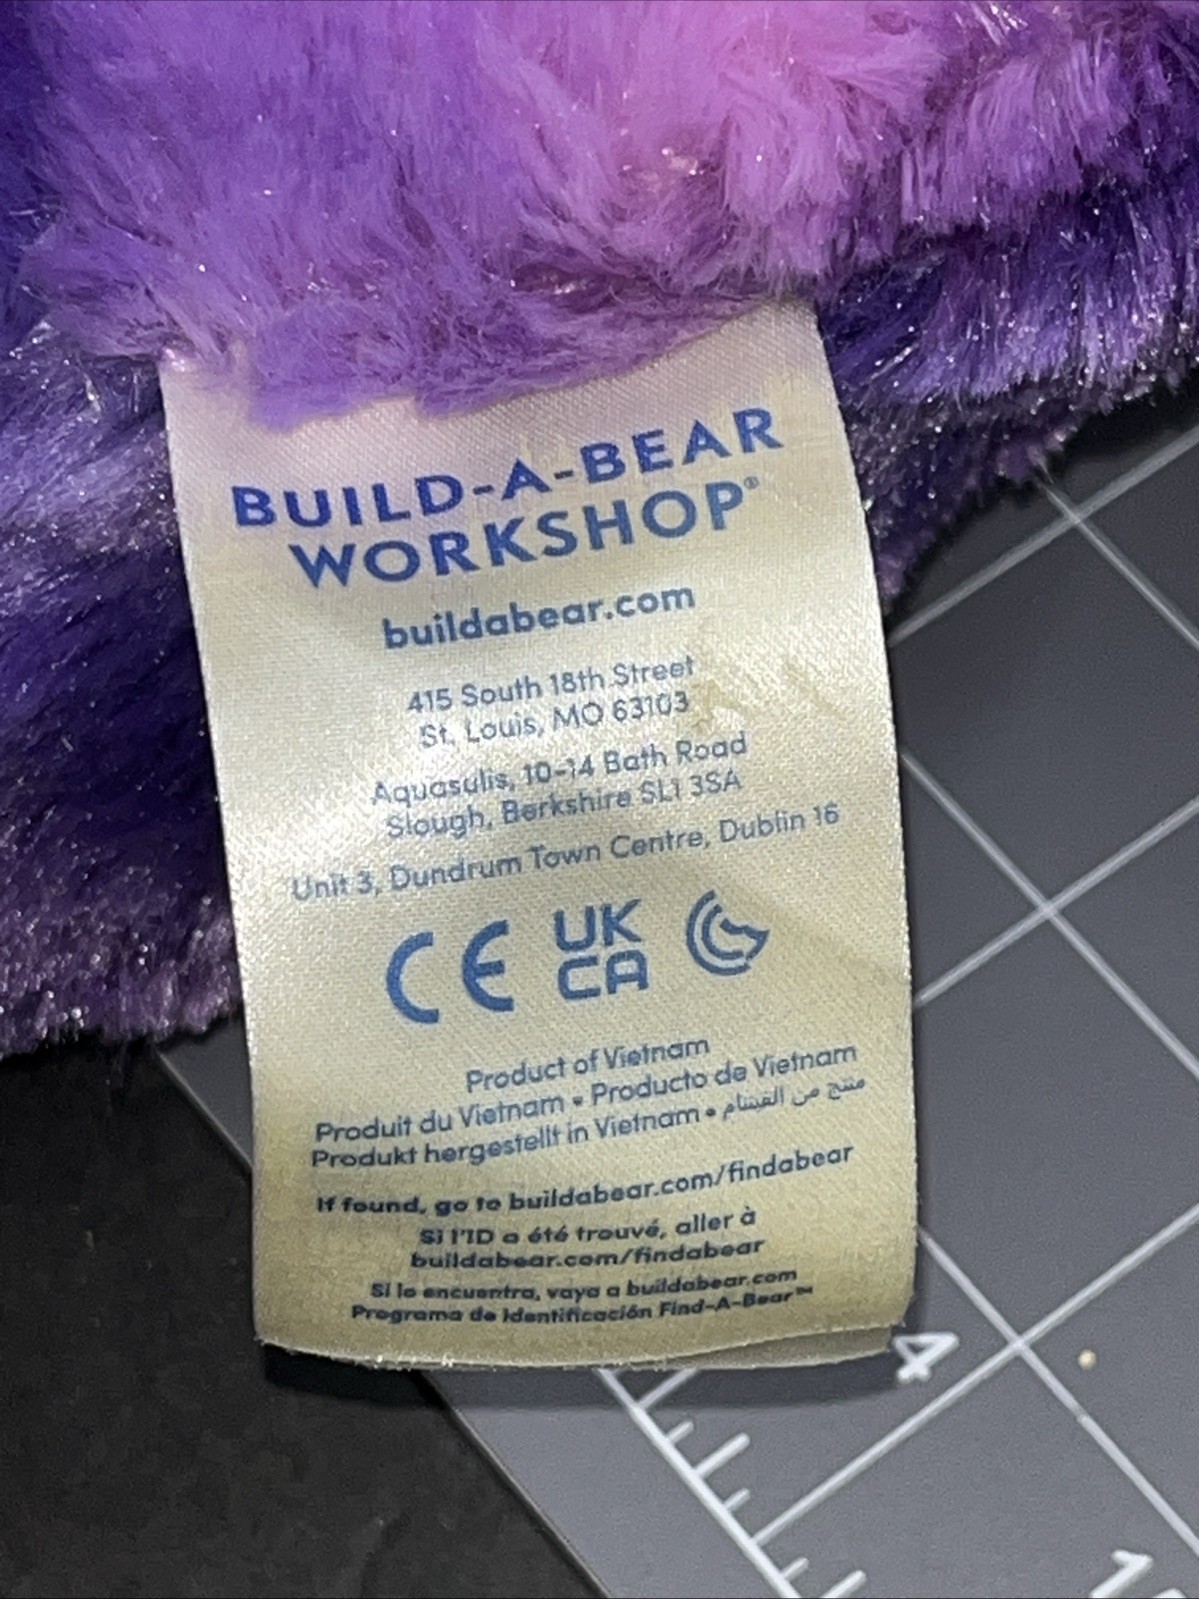 BUILD-A-BEAR
WORKSHOP®
buildabear.com
415 South 18th Street
St. Louis, MO 63103
Aquasulis, 10-14 Bath Road
Slough, Berkshire SL1 3SA
Unit 3, Dundrum Town Centre, Dublin 16
CE UK
CA
Product of Vietnam
Produit du Vietnam • Producto de Vietnam
Produkt hergestellt in Vietnam • منتج من الفيتنام
If found, go to buildabear.com/findabear
Si l'ID a été trouvé, aller à
buildabear.com/findabear
Si lo encuentra, vaya a buildabear.com
Programa de Identificación Find-A-Bear™
4